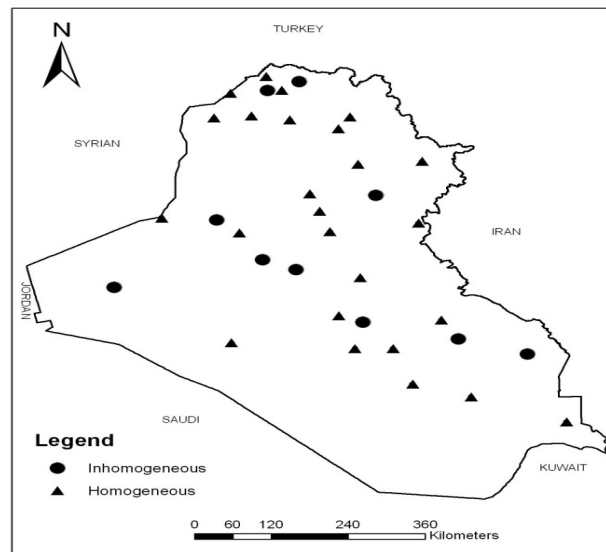 TURKEY
N
SYRIAN
IRAN
JORDAN
SAUDI
Legend
Inhomogeneous
Homogeneous
KUWAIT
0 60 120 240 360
Kilometers